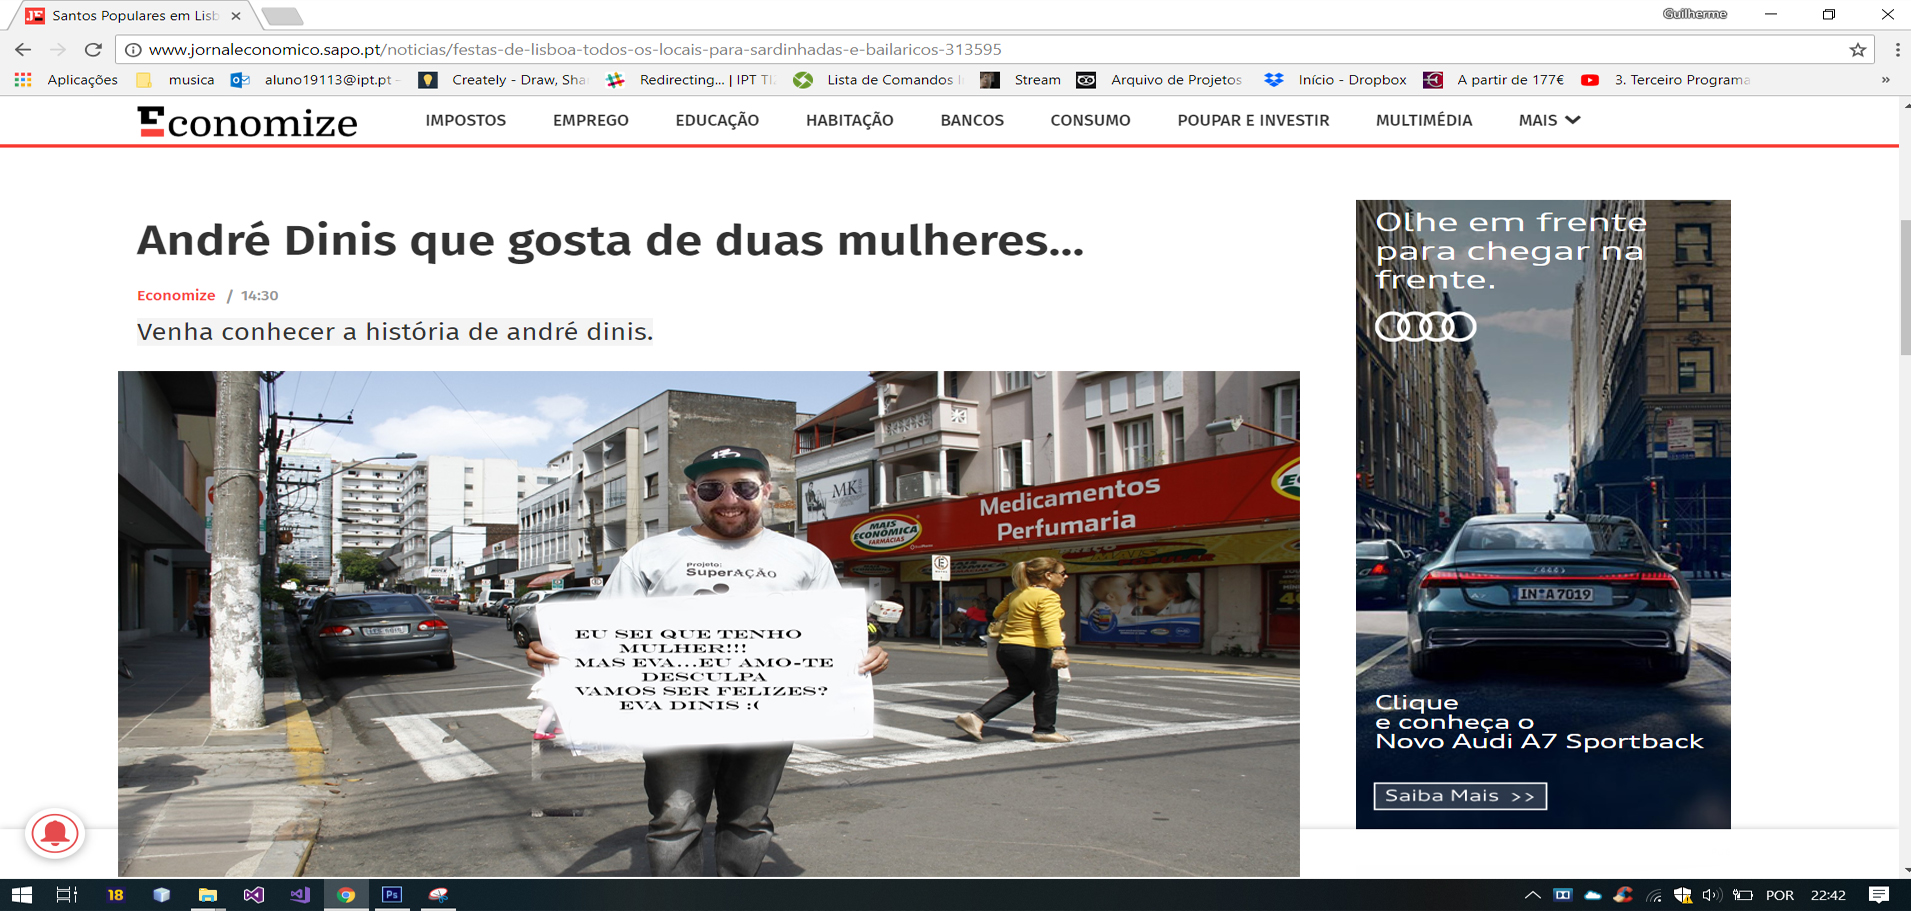 Santos Populares em Lisb
Guilherme
www.jornaleconomico.sapo.pt/noticias/festas-de-lisboa-todos-os-locais-para-sardinhadas-e-bailaricos-313595
Aplicações
musica
aluno19113@ipt.pt –
Creately - Draw, Sha
Redirecting... | IPT TI
Lista de Comandos
Stream
Arquivo de Projetos
Início - Dropbox
A partir de 177€
3. Terceiro Programa
»
Economize
IMPOSTOS
EMPREGO
EDUCAÇÃO
HABITAÇÃO
BANCOS
CONSUMO
POUPAR E INVESTIR
MULTIMÉDIA
MAIS
André Dinis que gosta de duas mulheres...
Economize / 14:30
Venha conhecer a história de andré dinis.
MK
MAIS
ECONÔMICA
FARMÁCIAS
Medicamentos
Perfumaria
PREÇO
E
Projeto:
SuperAÇÃO
EU SEI QUE TENHO
MULHER!!!
MAS EVA...EU AMO-TE
DESCULPA
VAMOS SER FELIZES?
EVA DINIS :(
Olhe em frente
para chegar na
frente.
IN A 7019
Clique
e conheça o
Novo Audi A7 Sportback
Saiba Mais >>
18
Ps
POR
22:42